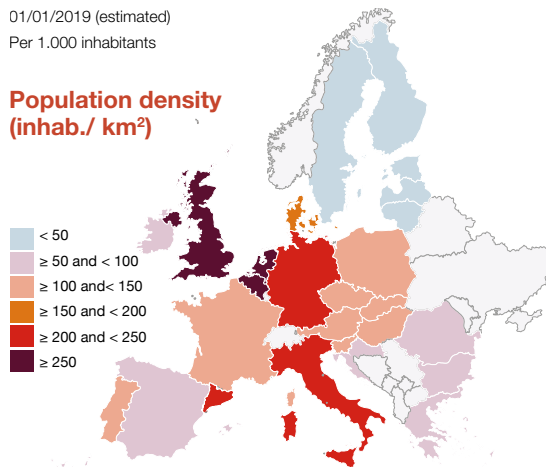 01/01/2019 (estimated)
Per 1.000 inhabitants
Population density
(inhab./ km²)
< 50
≥ 50 and < 100
≥ 100 and< 150
≥ 150 and < 200
≥ 200 and < 250
≥ 250